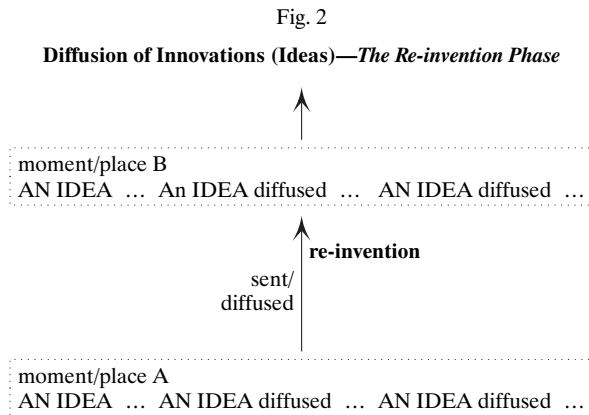 Fig. 2
Diffusion of Innovations (Ideas)—The Re-invention Phase
moment/place B
AN IDEA ... An IDEA diffused ... AN IDEA diffused ...
re-invention
sent/
diffused
moment/place A
AN IDEA ... AN IDEA diffused ... AN IDEA diffused ...